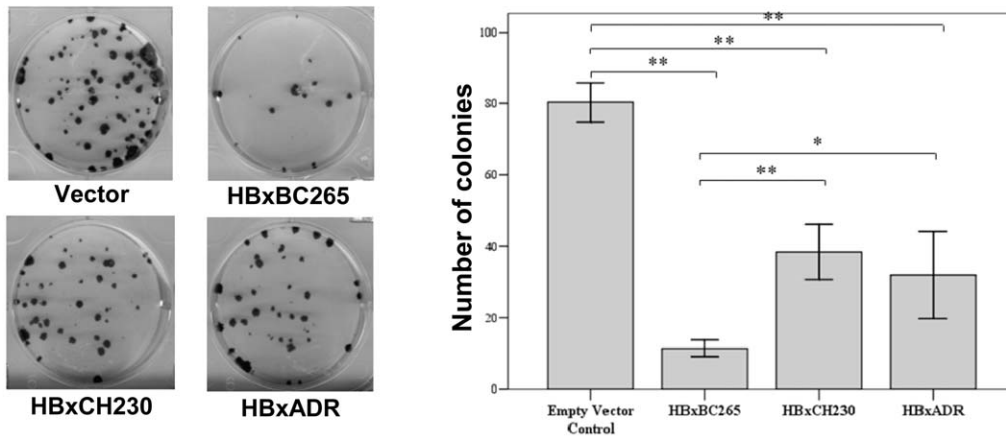 Vector
HBxBC265
HBxCH230
HBxADR
Number of colonies
100
80
60
40
20
0
**
**
**
*
**
Empty Vector
Control
HBxBC265
HBxCH230
HBxADR